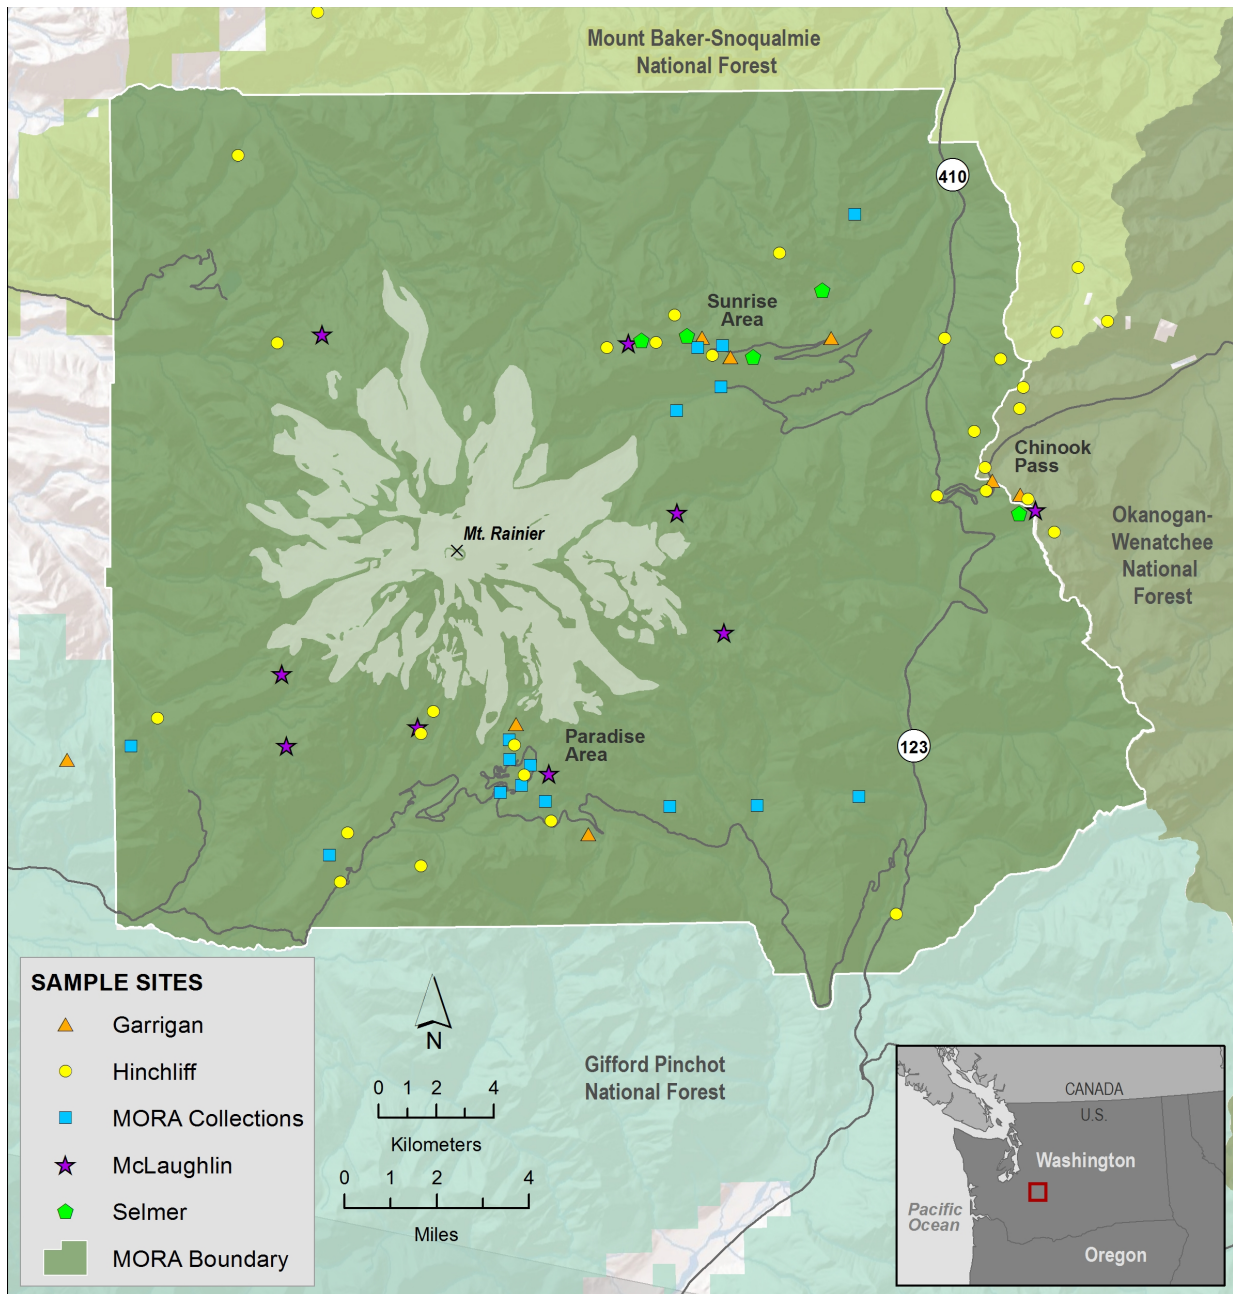 Mount Baker-Snoqualmie
National Forest
410
Sunrise
Area
Chinook
Pass
Mt. Rainier
Okanogan-
Wenatchee
National
Forest
Paradise
Area
123
SAMPLE SITES
Garrigan
Hinchliff
MORA Collections
McLaughlin
Selmer
MORA Boundary
N
0 1 2 4
Kilometers
0 1 2 4
Miles
Gifford Pinchot
National Forest
CANADA
U.S.
Washington
Pacific
Ocean
Oregon